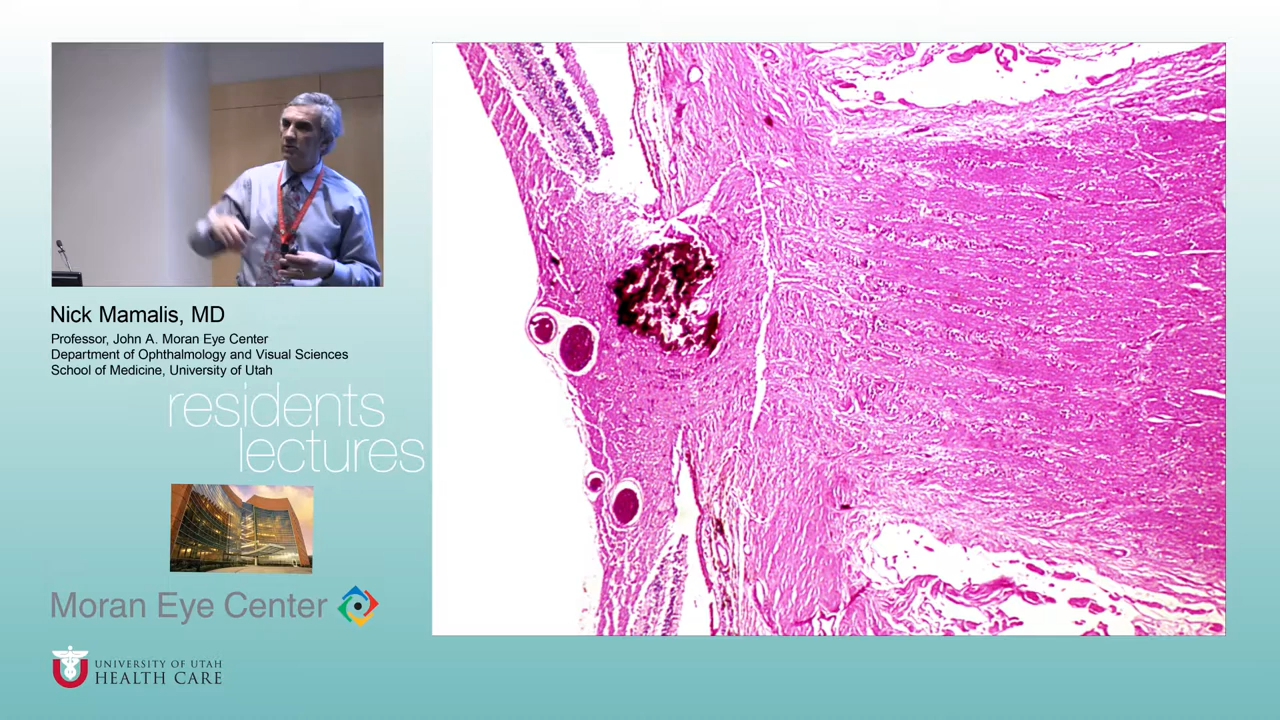 Nick Mamalis, MD
Professor, John A. Moran Eye Center
Department of Ophthalmology and Visual Sciences
School of Medicine, University of Utah
residents
lectures
Moran Eye Center
UNIVERSITY OF UTAH
HEALTH CARE